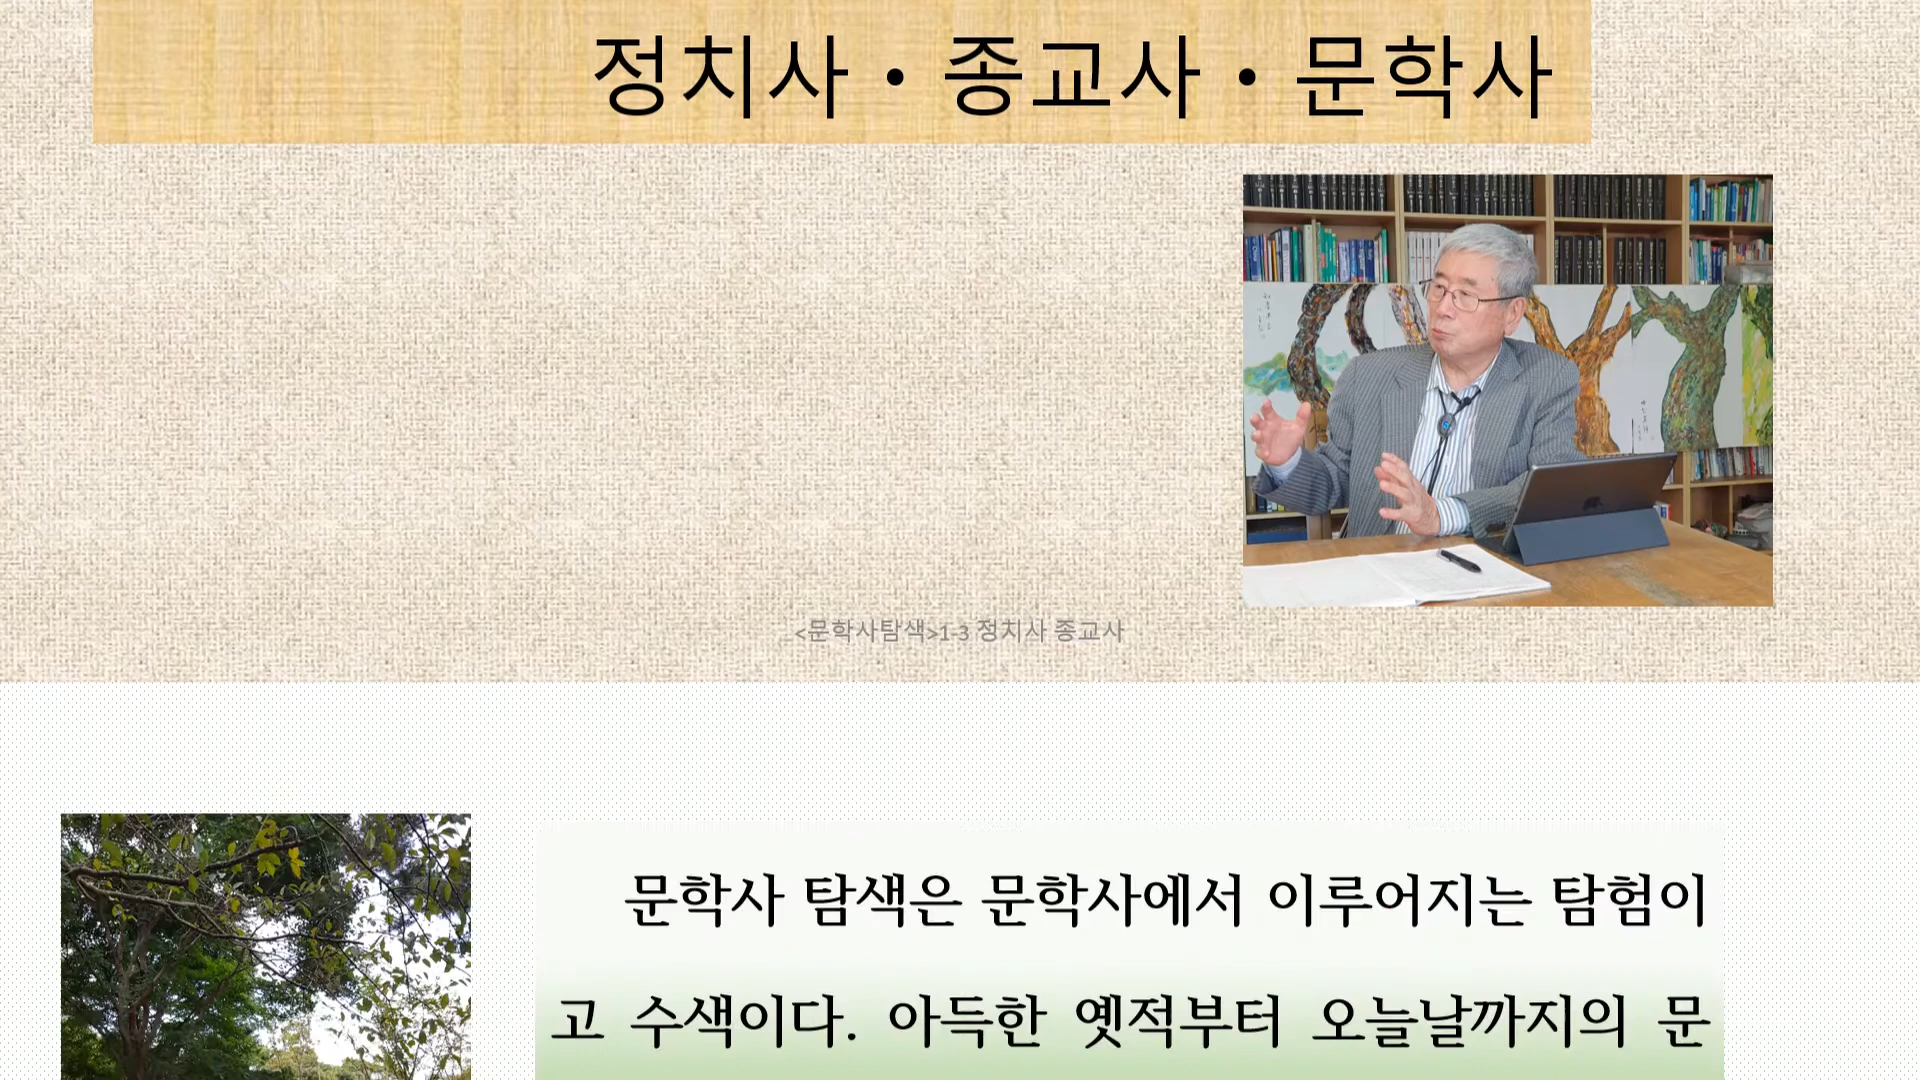 정치사・종교사・문학사
<문학사탐색>1-3 정치사 종교사
문학사 탐색은 문학사에서 이루어지는 탐험이
고 수색이다. 아득한 옛적부터 오늘날까지의 문